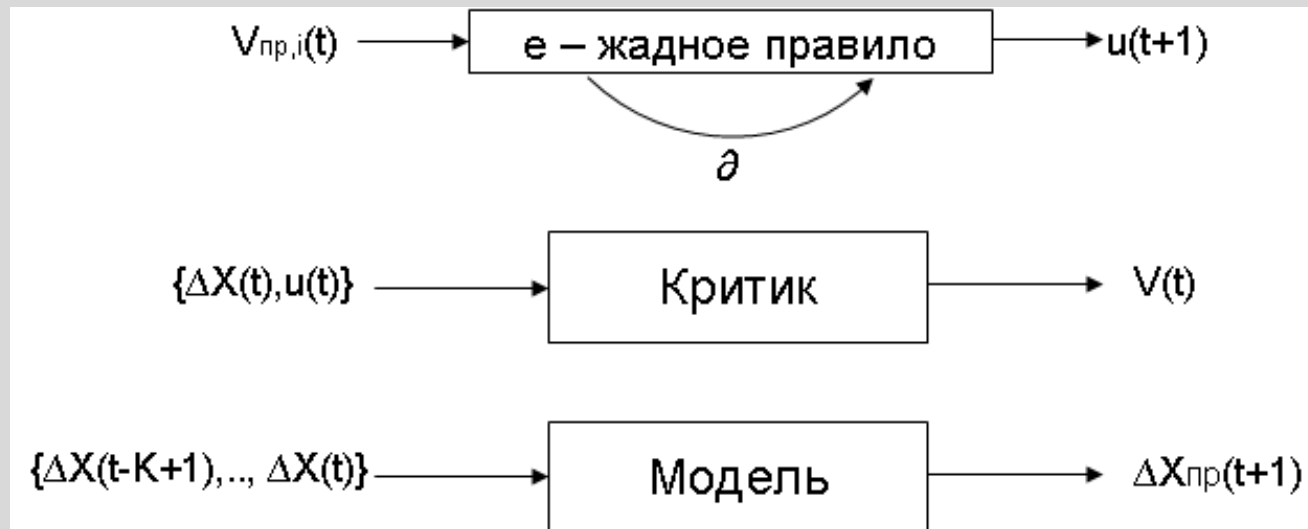 Vпр,i(t) e – жадное правило u(t+1)
∂
{ΔX(t),u(t)} Критик V(t)
{ΔX(t-K+1),.., ΔX(t)} Модель ΔXпр(t+1)